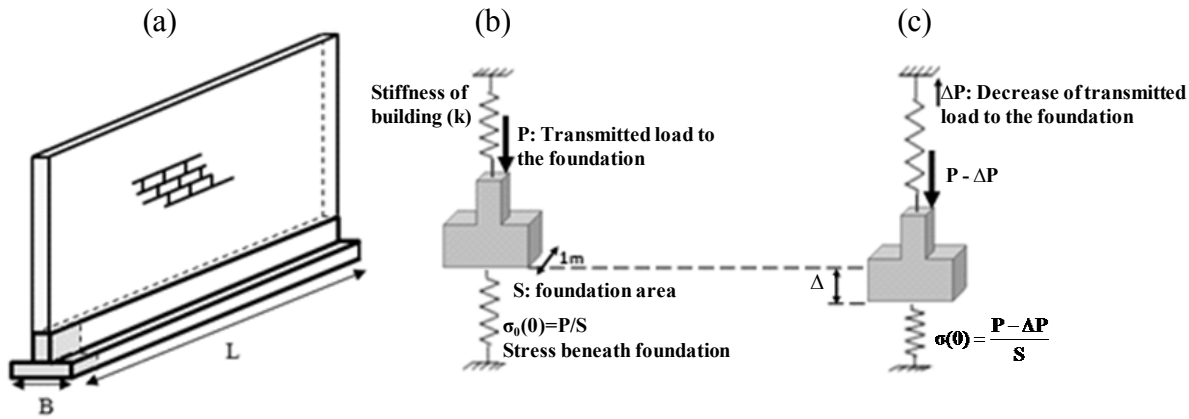 (a)
(b)
(c)
B
L
Stiffness of
building (k)
P: Transmitted load to
the foundation
1m
S: foundation area
σ₀(0)=P/S
Stress beneath foundation
ΔP: Decrease of transmitted
load to the foundation
P - ΔP
Δ
σ(0) = P – ΔP
S